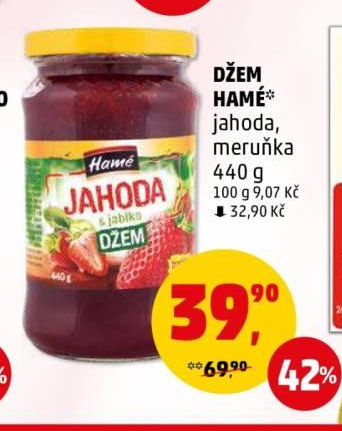 DŽEM
HAMÉ*
jahoda,
meruňka
440 g
100 g 9,07 Kč
⬇ 32,90 Kč
Hamé
JAHODA
& jablko
DŽEM
440 g
39,90
**69,90
42%